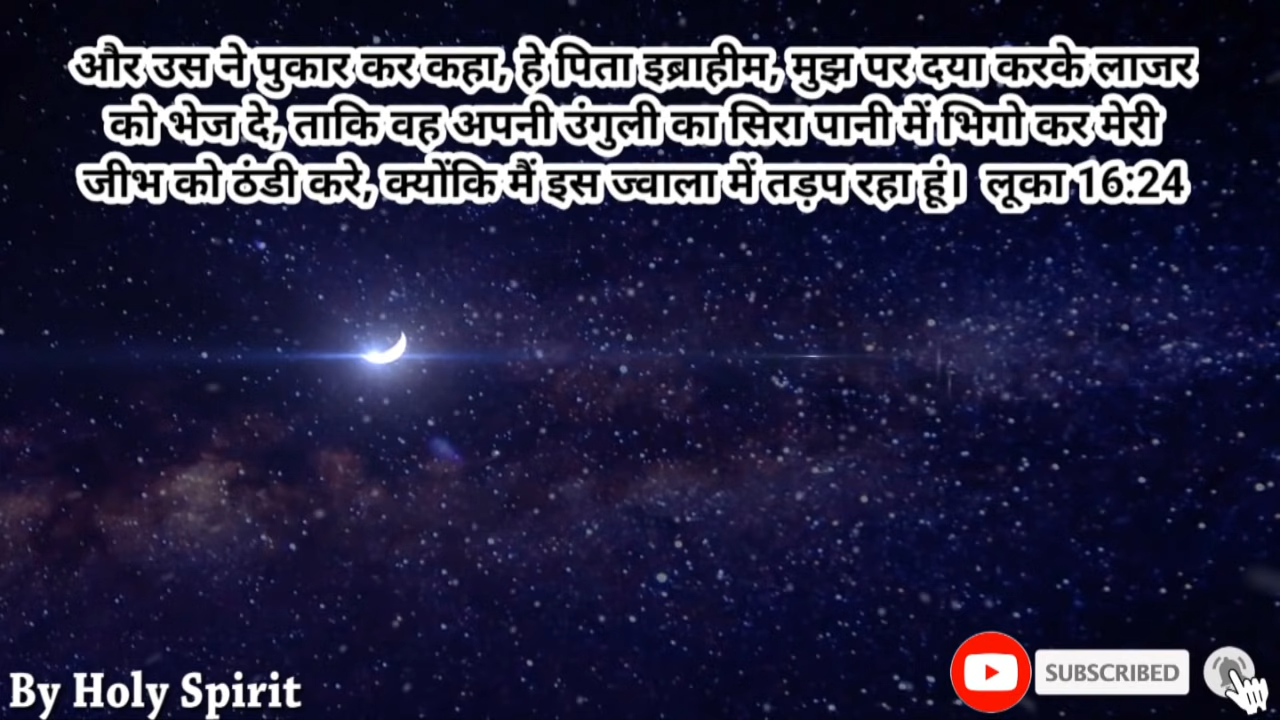 और उस ने पुकार कर कहा, हे पिता इब्राहीम, मुझ पर दया करके लाजर
को भेज दे, ताकि वह अपनी उंगुली का सिरा पानी में भिगो कर मेरी
जीभ को ठंडी करे, क्योंकि मैं इस ज्वाला में तड़प रहा हूं। लूका 16:24
By Holy Spirit
SUBSCRIBED